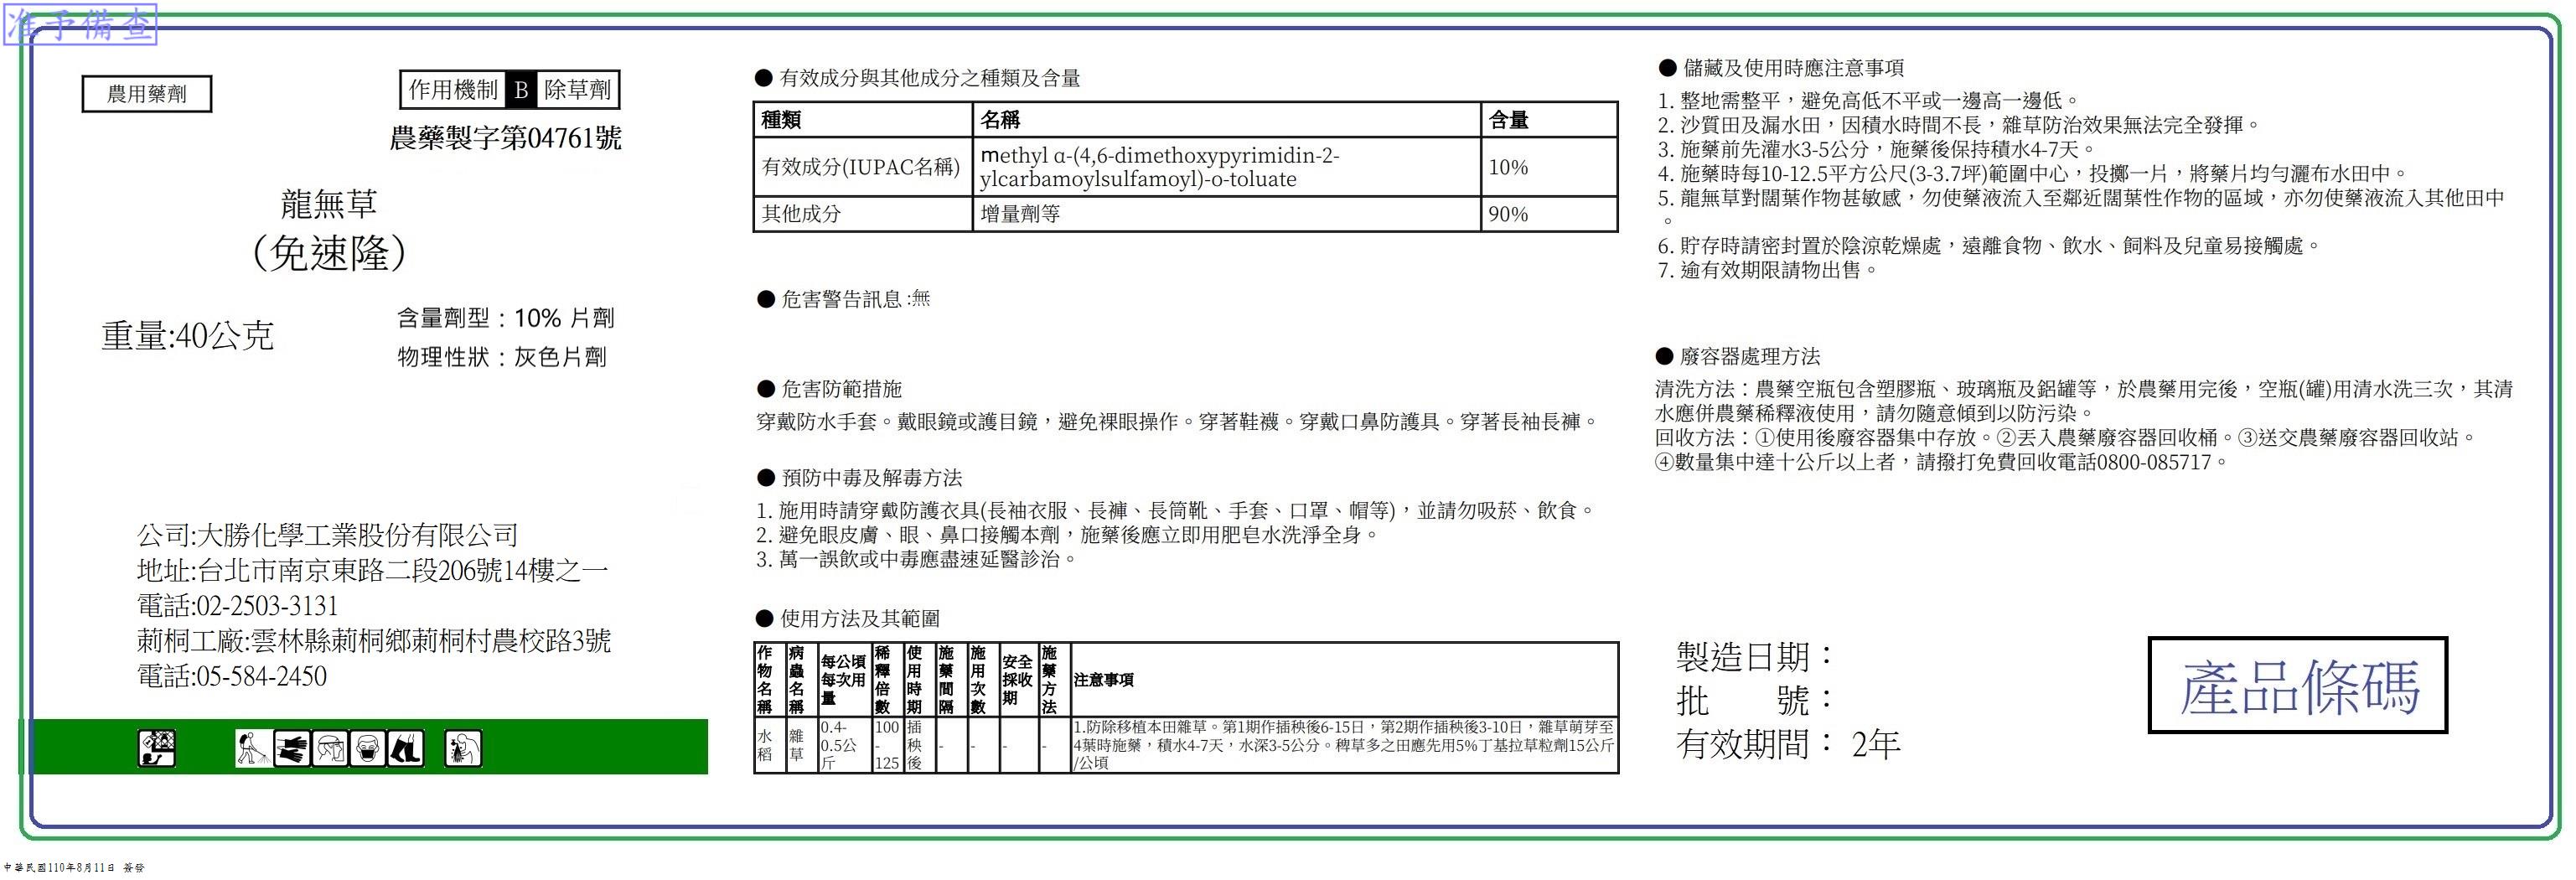 准予備查
農用藥劑
作用機制 B 除草劑
農藥製字第04761號
龍無草
（免速隆）
重量:40公克
含量劑型：10% 片劑
物理性狀：灰色片劑
公司:大勝化學工業股份有限公司
地址:台北市南京東路二段206號14樓之一
電話:02-2503-3131
莿桐工廠:雲林縣莿桐鄉莿桐村農校路3號
電話:05-584-2450
● 有效成分與其他成分之種類及含量
種類 名稱 含量
有效成分(IUPAC名稱) methyl α-(4,6-dimethoxypyrimidin-2-
ylcarbamoylsulfamoyl)-o-toluate 10%
其他成分 增量劑等 90%
● 危害警告訊息:無
● 危害防範措施
穿戴防水手套。戴眼鏡或護目鏡，避免裸眼操作。穿著鞋襪。穿戴口鼻防護具。穿著長袖長褲。
● 預防中毒及解毒方法
1. 施用時請穿戴防護衣具(長袖衣服、長褲、長筒靴、手套、口罩、帽等)，並請勿吸菸、飲食。
2. 避免眼皮膚、眼、鼻口接觸本劑，施藥後應立即用肥皂水洗淨全身。
3. 萬一誤飲或中毒應盡速延醫診治。
● 使用方法及其範圍
作物名稱 病蟲名稱 每公頃每次用量 稀釋倍數 使用時期 施藥間隔 施用次數 安全採收期 施藥方法 注意事項
水稻 雜草 0.4-0.5公斤 100-125 插秧後 - - - - 1.防除移植本田雜草。第1期作插秧後6-15日，第2期作插秧後3-10日，雜草萌芽至
4葉時施藥，積水4-7天，水深3-5公分。稗草多之田應先用5%丁基拉草粒劑15公斤
/公頃
● 儲藏及使用時應注意事項
1. 整地需整平，避免高低不平或一邊高一邊低。
2. 沙質田及漏水田，因積水時間不長，雜草防治效果無法完全發揮。
3. 施藥前先灌水3-5公分，施藥後保持積水4-7天。
4. 施藥時每10-12.5平方公尺(3-3.7坪)範圍中心，投擲一片，將藥片均勻灑布水田中。
5. 龍無草對闊葉作物甚敏感，勿使藥液流入至鄰近闊葉性作物的區域，亦勿使藥液流入其他田中
。
6. 貯存時請密封置於陰涼乾燥處，遠離食物、飲水、飼料及兒童易接觸處。
7. 逾有效期限請物出售。
● 廢容器處理方法
清洗方法：農藥空瓶包含塑膠瓶、玻璃瓶及鋁罐等，於農藥用完後，空瓶(罐)用清水洗三次，其清
水應併農藥稀釋液使用，請勿隨意傾到以防污染。
回收方法：①使用後廢容器集中存放。②丟入農藥廢容器回收桶。③送交農藥廢容器回收站。
④數量集中達十公斤以上者，請撥打免費回收電話0800-085717。
製造日期：
批　　號：
有效期間： 2年
產品條碼
中華民國110年8月11日 簽發